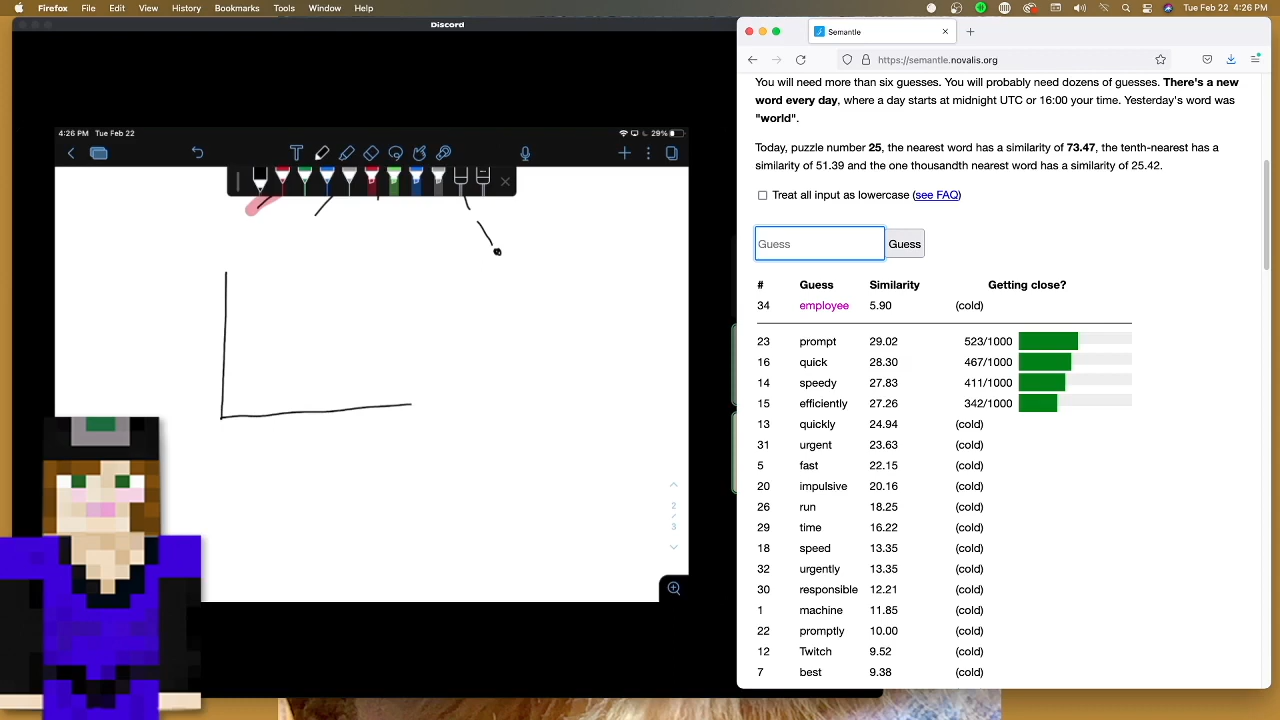 Firefox File Edit View History Bookmarks Tools Window Help
Tue Feb 22 4:26 PM
Discord
4:26 PM Tue Feb 22
29%
T
2
3
Semantle
https://semantle.novalis.org
You will need more than six guesses. You will probably need dozens of guesses. There's a new
word every day, where a day starts at midnight UTC or 16:00 your time. Yesterday's word was
"world".
Today, puzzle number 25, the nearest word has a similarity of 73.47, the tenth-nearest has a
similarity of 51.39 and the one thousandth nearest word has a similarity of 25.42.
Treat all input as lowercase (see FAQ)
Guess Guess
# Guess Similarity Getting close?
34 employee 5.90 (cold)
23 prompt 29.02 523/1000
16 quick 28.30 467/1000
14 speedy 27.83 411/1000
15 efficiently 27.26 342/1000
13 quickly 24.94 (cold)
31 urgent 23.63 (cold)
5 fast 22.15 (cold)
20 impulsive 20.16 (cold)
26 run 18.25 (cold)
29 time 16.22 (cold)
18 speed 13.35 (cold)
32 urgently 13.35 (cold)
30 responsible 12.21 (cold)
1 machine 11.85 (cold)
22 promptly 10.00 (cold)
12 Twitch 9.52 (cold)
7 best 9.38 (cold)